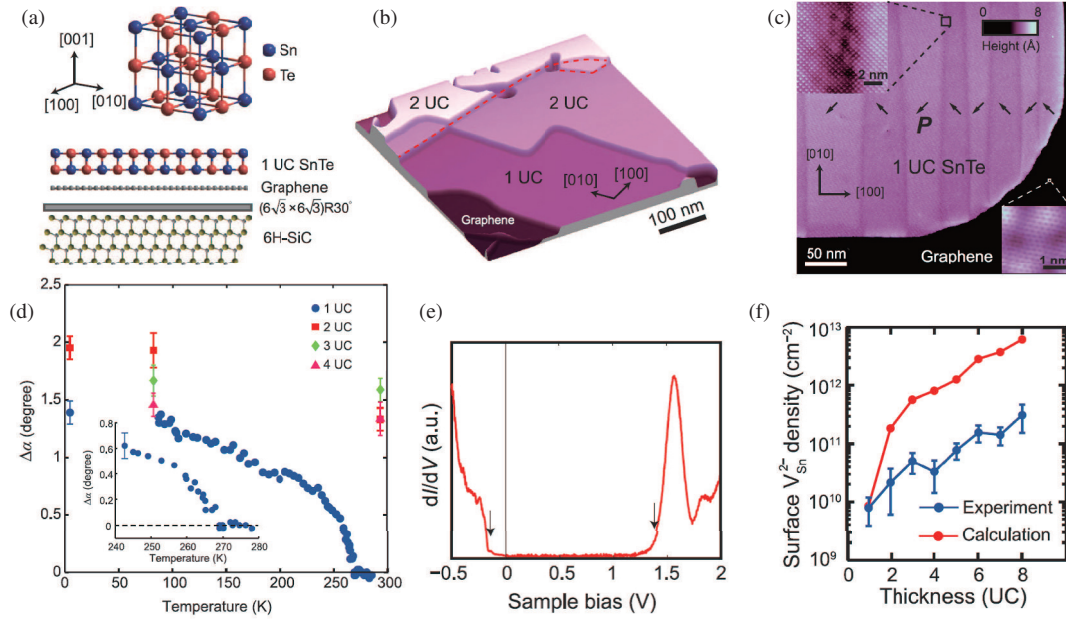 (a)
[001]
[100]
[010]
Sn
Te
1 UC SnTe
Graphene
(6√3 ×6√3)R30°
6H-SiC
(b)
2 UC
2 UC
1 UC
[010]
[100]
Graphene
100 nm
(c)
0
8
Height (Å)
2 nm
P
1 UC SnTe
[010]
[100]
50 nm
Graphene
1 nm
(d)
2.5
2.0
1.5
1.0
0.5
0
Δα (degree)
1 UC
2 UC
3 UC
4 UC
0.8
0.6
0.4
0,2
0
Δα (degree)
240
250
260
270
280
Temperature (K)
0
50
100
150
200
250
300
Temperature (K)
(e)
dI/dV (a.u.)
−0.5
0
0.5
1
1.5
2
Sample bias (V)
(f)
Surface V²⁻Sn density (cm⁻²)
10¹³
10¹²
10¹¹
10¹⁰
10⁹
Experiment
Calculation
0
2
4
6
8
Thickness (UC)